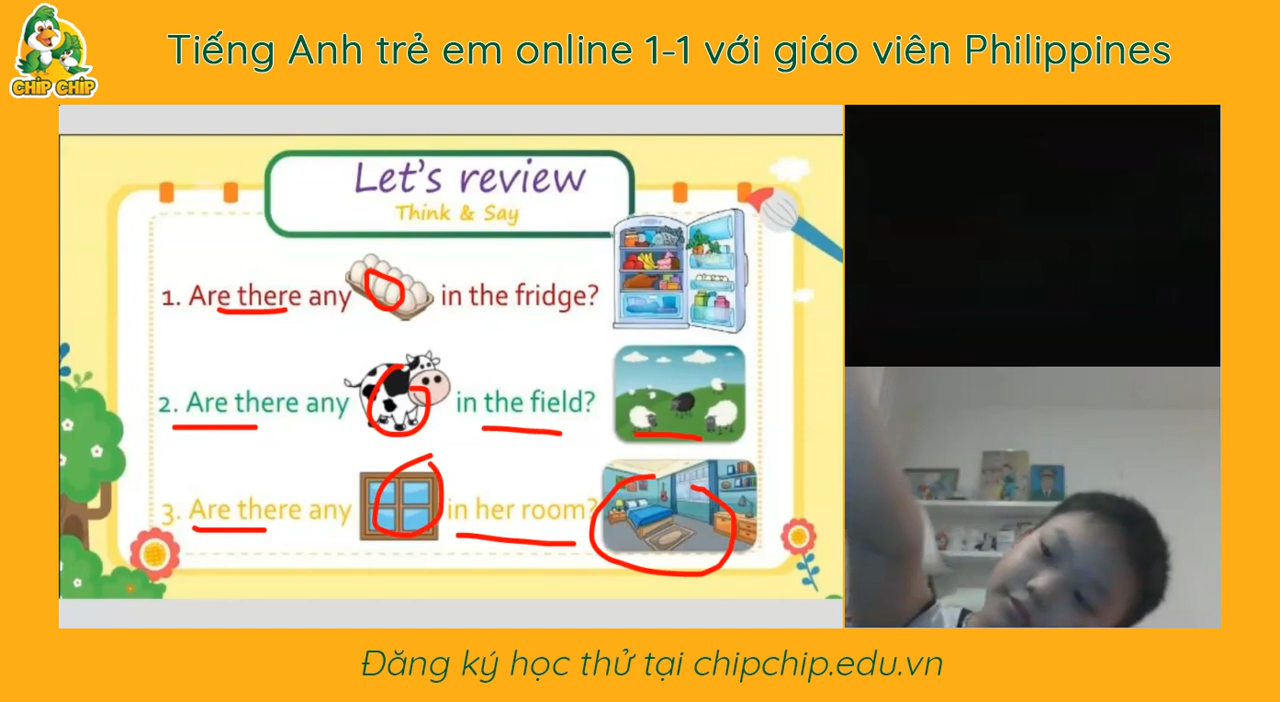 CHIP CHIP
Tiếng Anh trẻ em online 1-1 với giáo viên Philippines
Let's review
Think & Say
1. Are there any in the fridge?
2. Are there any in the field?
3. Are there any in her room?
Đăng ký học thử tại chipchip.edu.vn